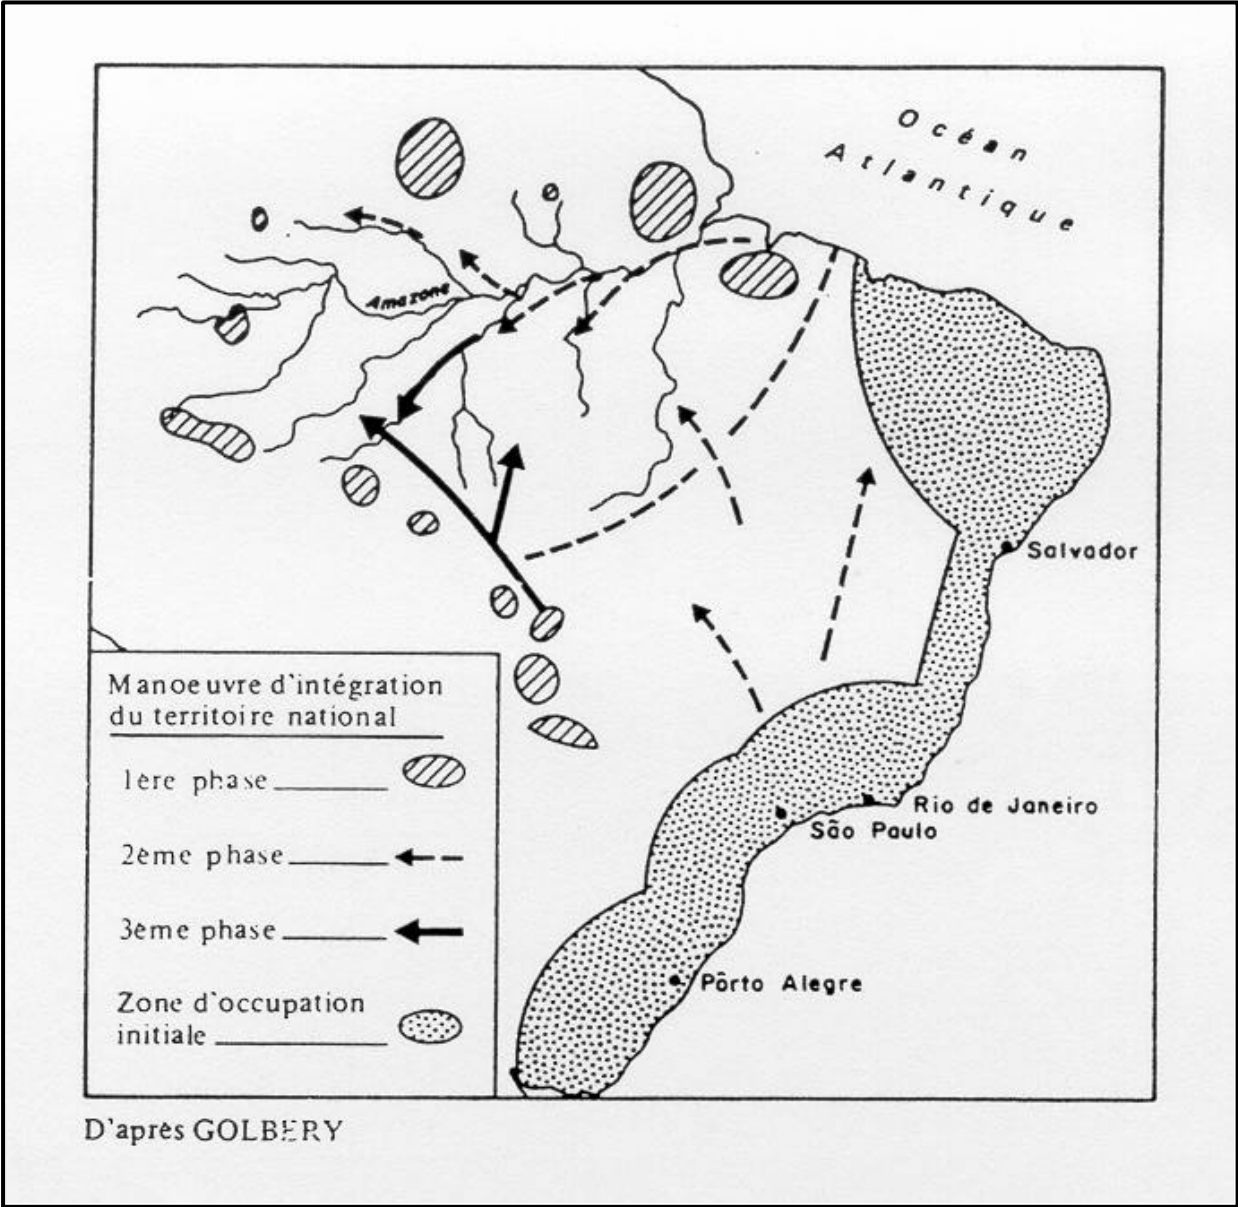 Océan
Atlantique
Amazone
Salvador
Rio de Janeiro
São Paulo
Pôrto Alegre
Manoeuvre d'intégration
du territoire national
1ère phase
2ème phase
3ème phase
Zone d'occupation
initiale
D'après GOLBERY